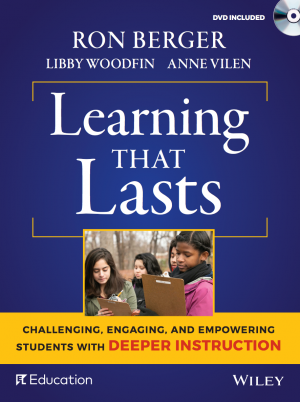 DVD INCLUDED
RON BERGER
LIBBY WOODFIN ANNE VILEN
Learning
THAT
Lasts
CHALLENGING, ENGAGING, AND EMPOWERING
STUDENTS WITH DEEPER INSTRUCTION
EL Education
WILEY